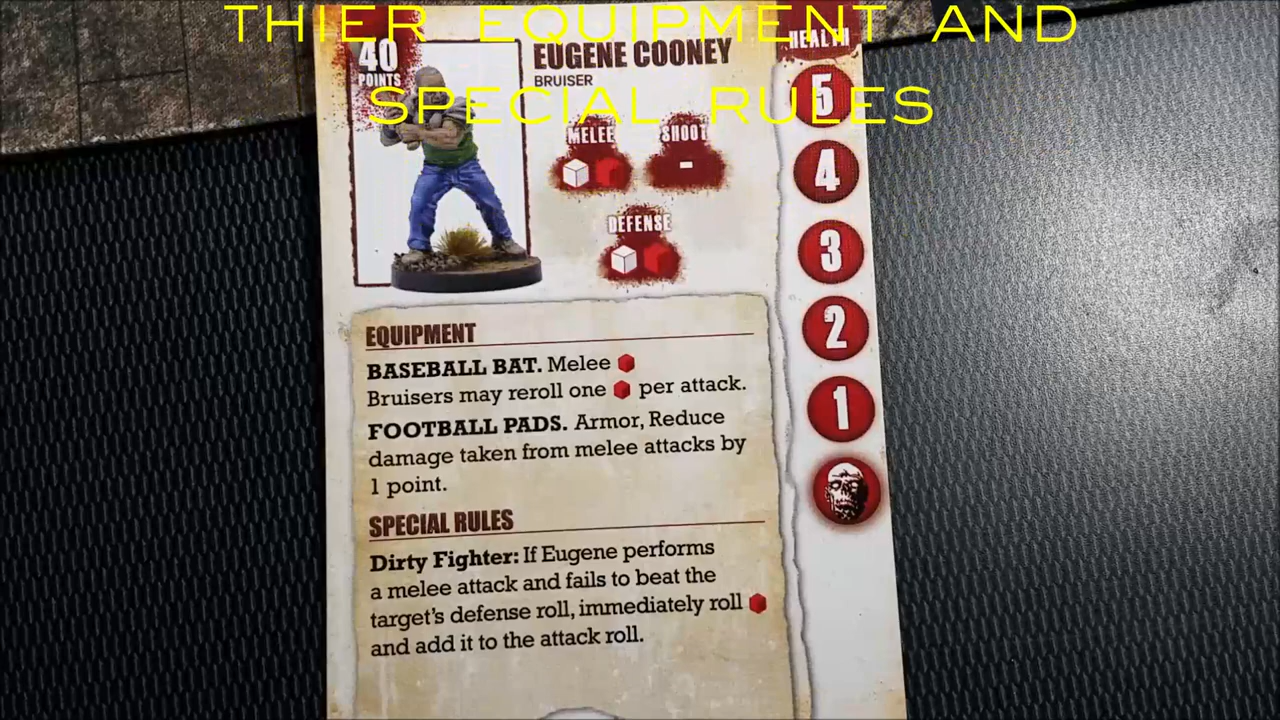 THIER EQUIPMENT AND
SPECIAL RULES
40
POINTS
EUGENE COONEY
BRUISER
MELEE
SHOOT
-
DEFENSE
HEALTH
5
4
3
2
1
EQUIPMENT
BASEBALL BAT. Melee
Bruisers may reroll one per attack.
FOOTBALL PADS. Armor, Reduce
damage taken from melee attacks by
1 point.
SPECIAL RULES
Dirty Fighter: If Eugene performs
a melee attack and fails to beat the
target's defense roll, immediately roll
and add it to the attack roll.